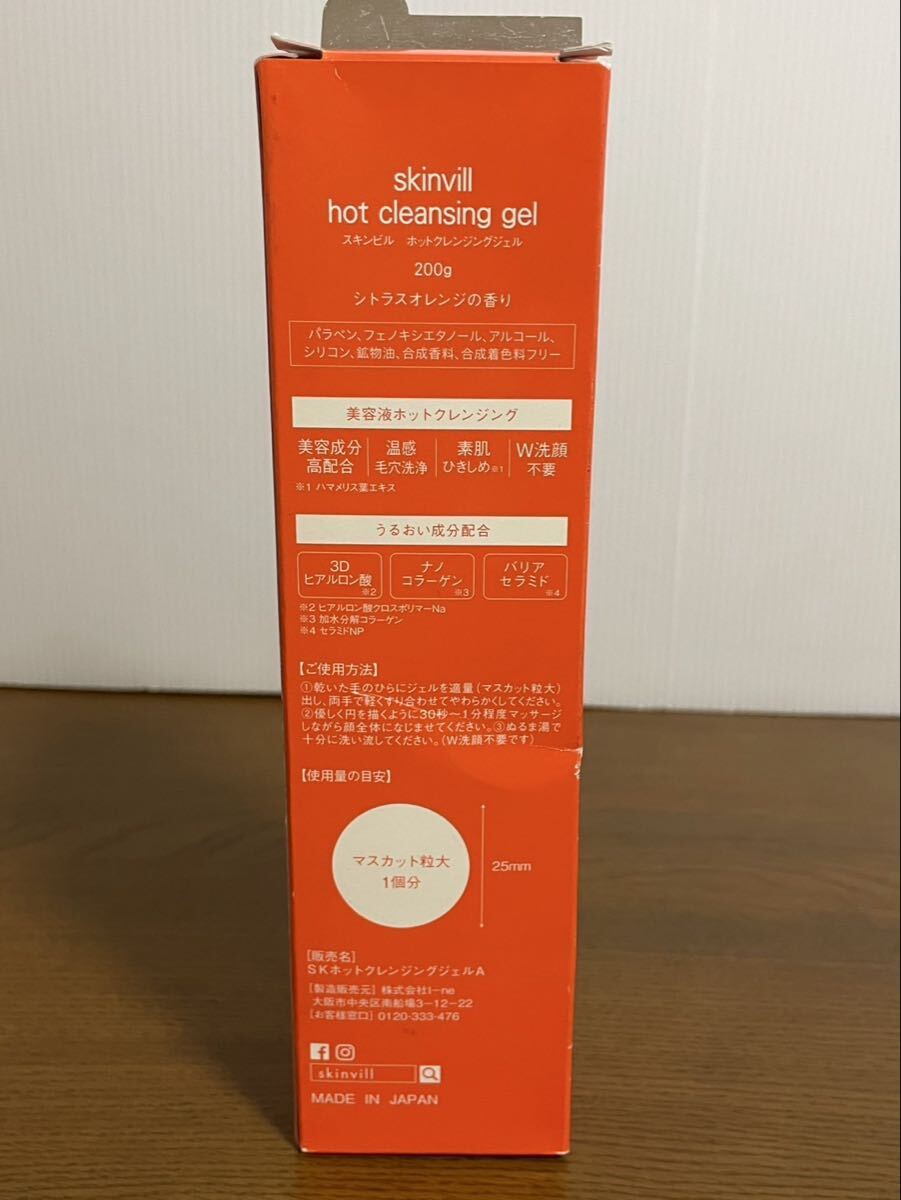 skinvill
hot cleansing gel
スキンビル ホットクレンジングジェル
200g
シトラスオレンジの香り
パラベン、フェノキシエタノール、アルコール、
シリコン、鉱物油、合成香料、合成着色料フリー
美容液ホットクレンジング
美容成分
高配合
温感
毛穴洗浄
素肌
ひきしめ※1
W洗顔
不要
※1 ハマメリス葉エキス
うるおい成分配合
3D
ヒアルロン酸
※2
ナノ
コラーゲン
※3
バリア
セラミド
※4
※2 ヒアルロン酸クロスポリマーNa
※3 加水分解コラーゲン
※4 セラミドNP
【ご使用方法】
①乾いた手のひらにジェルを適量(マスカット粒大)
出し、両手で軽くすり合わせてやわらかくしてください。
②優しく円を描くように30秒〜1分程度マッサージ
しながら顔全体になじませてください。③ぬるま湯で
十分に洗い流してください。(W洗顔不要です)
【使用量の目安】
マスカット粒大
1個分
25mm
[販売名]
SKホットクレンジングジェルA
[製造販売元] 株式会社I-ne
大阪市中央区南船場3-12-22
[お客様窓口] 0120-333-476
skinvill
MADE IN JAPAN